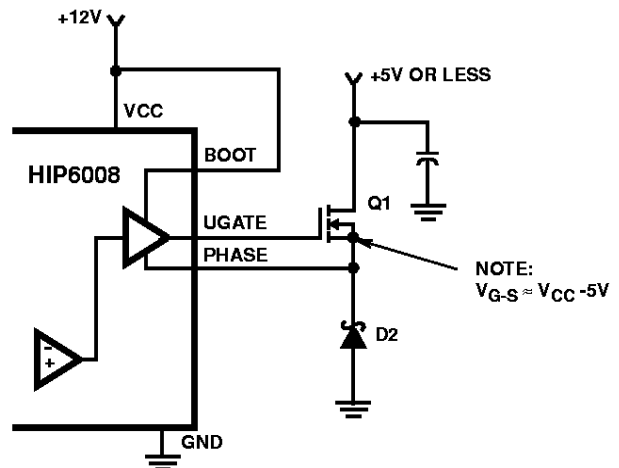 +12V
+5V OR LESS
VCC
BOOT
HIP6008
Q1
UGATE
PHASE
NOTE:
VG-S ≈ VCC -5V
D2
-
+
GND